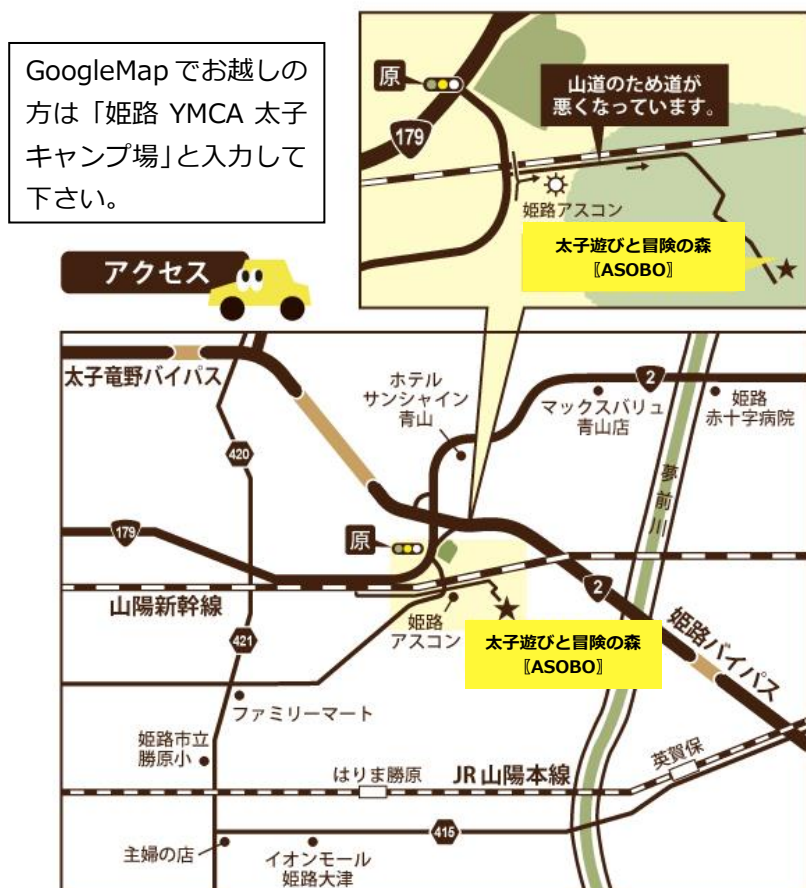 GoogleMap でお越しの
方は「姫路 YMCA 太子
キャンプ場」と入力して
下さい。
原
179
山道のため道が
悪くなっています。
姫路アスコン
太子遊びと冒険の森
〖ASOBO〗
アクセス
太子竜野バイパス
ホテル
サンシャイン
青山
2
マックスバリュ
青山店
姫路
赤十字病院
420
夢前川
179
原
山陽新幹線
姫路
アスコン
2
太子遊びと冒険の森
〖ASOBO〗
姫路バイパス
421
ファミリーマート
姫路市立
勝原小
はりま勝原
JR 山陽本線
英賀保
415
主婦の店
イオンモール
姫路大津